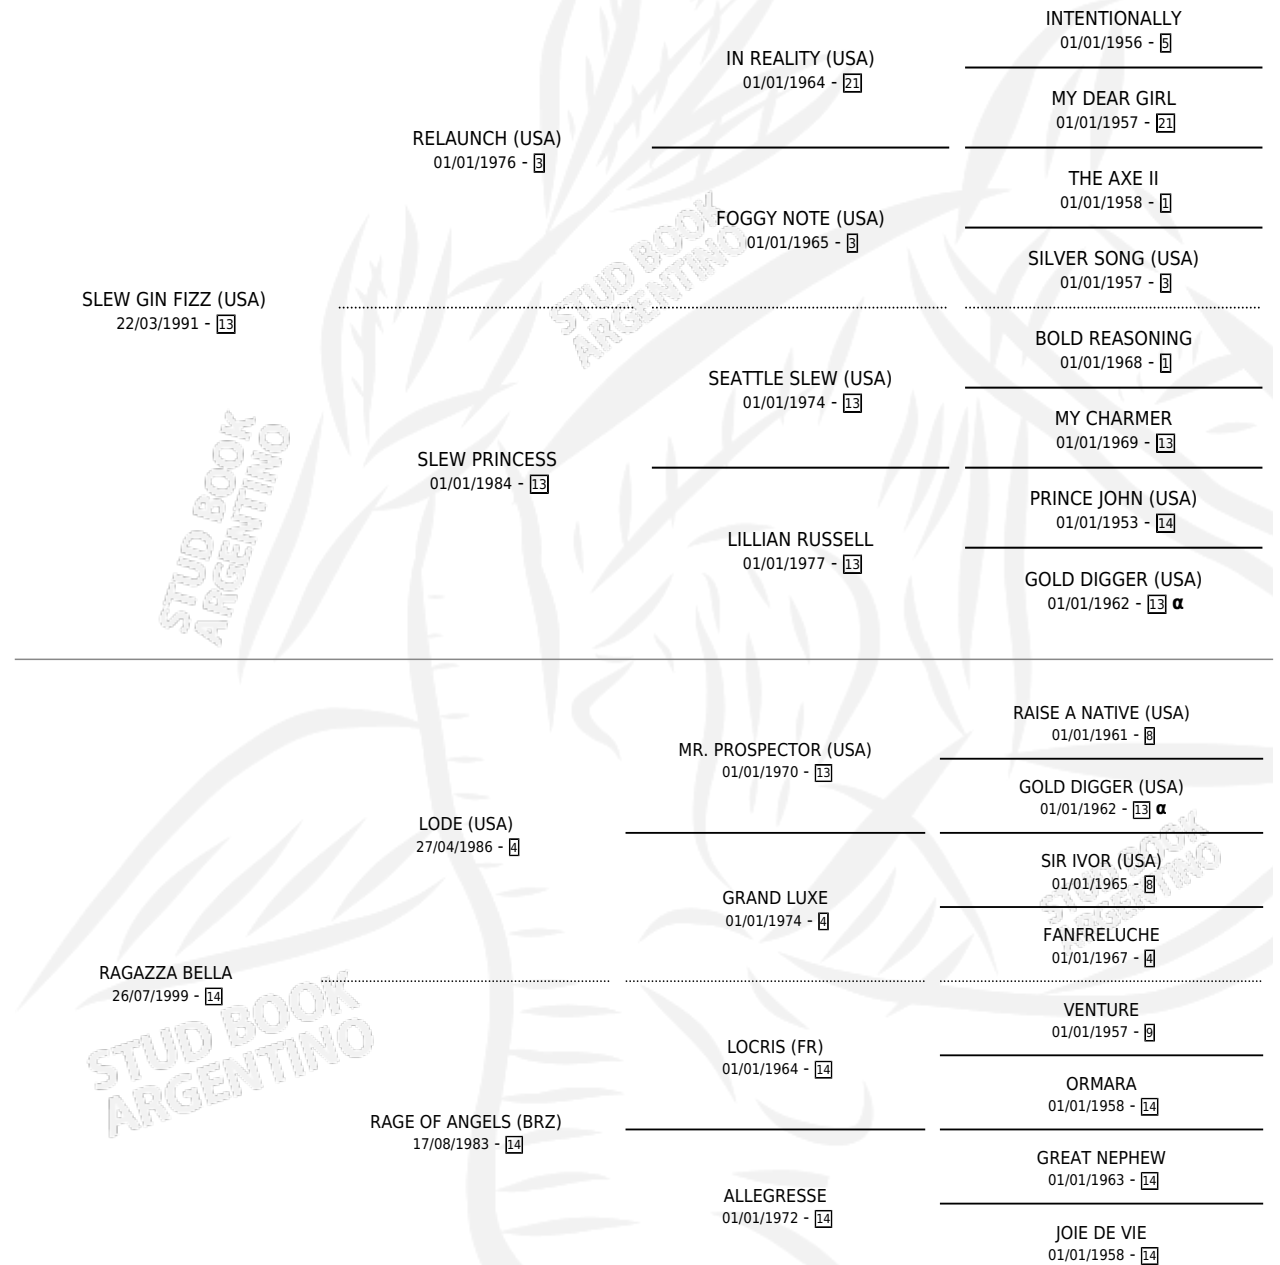 INTENTIONALLY
01/01/1956 - 5
IN REALITY (USA)
01/01/1964 - 21
MY DEAR GIRL
01/01/1957 - 21
RELAUNCH (USA)
01/01/1976 - 3
THE AXE II
01/01/1958 - 1
FOGGY NOTE (USA)
01/01/1965 - 3
SILVER SONG (USA)
01/01/1957 - 3
SLEW GIN FIZZ (USA)
22/03/1991 - 13
BOLD REASONING
01/01/1968 - 1
SEATTLE SLEW (USA)
01/01/1974 - 13
MY CHARMER
01/01/1969 - 13
SLEW PRINCESS
01/01/1984 - 13
PRINCE JOHN (USA)
01/01/1953 - 14
LILLIAN RUSSELL
01/01/1977 - 13
GOLD DIGGER (USA)
01/01/1962 - 13 α
RAISE A NATIVE (USA)
01/01/1961 - 8
MR. PROSPECTOR (USA)
01/01/1970 - 13
GOLD DIGGER (USA)
01/01/1962 - 13 α
LODE (USA)
27/04/1986 - 4
SIR IVOR (USA)
01/01/1965 - 8
GRAND LUXE
01/01/1974 - 4
FANFRELUCHE
01/01/1967 - 4
RAGAZZA BELLA
26/07/1999 - 14
VENTURE
01/01/1957 - 9
LOCRIS (FR)
01/01/1964 - 14
ORMARA
01/01/1958 - 14
RAGE OF ANGELS (BRZ)
17/08/1983 - 14
GREAT NEPHEW
01/01/1963 - 14
ALLEGRESSE
01/01/1972 - 14
JOIE DE VIE
01/01/1958 - 14
STUD BOOK
ARGENTINO
STUD BOOK
ARGENTINO
STUD BOOK
ARGENTINO
STUD BOOK
ARGENTINO